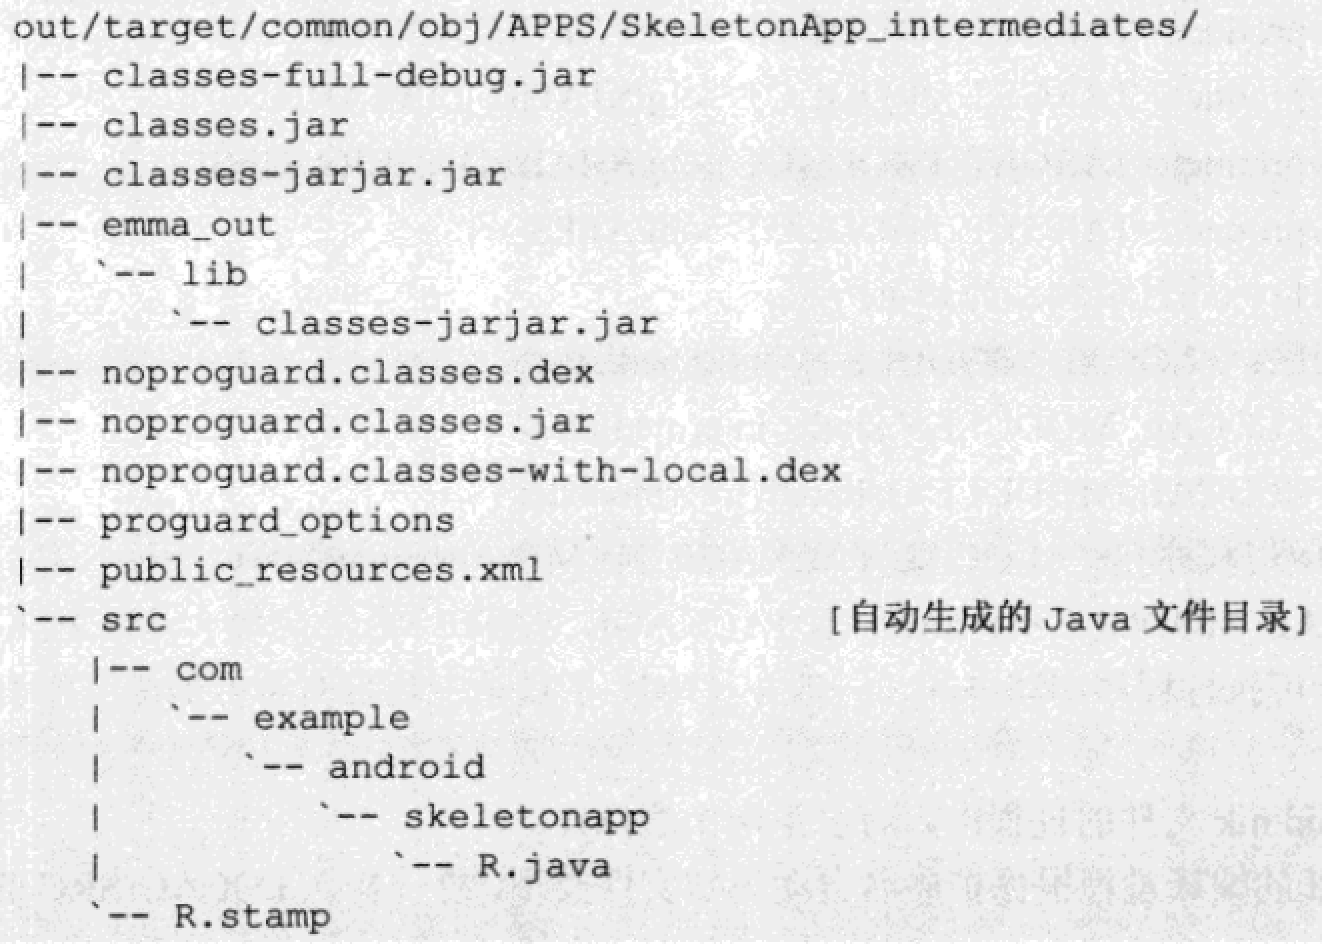 out/target/common/obj/APPS/SkeletonApp_intermediates/
|-- classes-full-debug.jar
|-- classes.jar
|-- classes-jarjar.jar
|-- emma_out
|   `-- lib
|       `-- classes-jarjar.jar
|-- noproguard.classes.dex
|-- noproguard.classes.jar
|-- noproguard.classes-with-local.dex
|-- proguard_options
|-- public_resources.xml
`-- src                                  [自动生成的 Java 文件目录]
    |-- com
    |   `-- example
    |       `-- android
    |           `-- skeletonapp
    |               `-- R.java
    `-- R.stamp